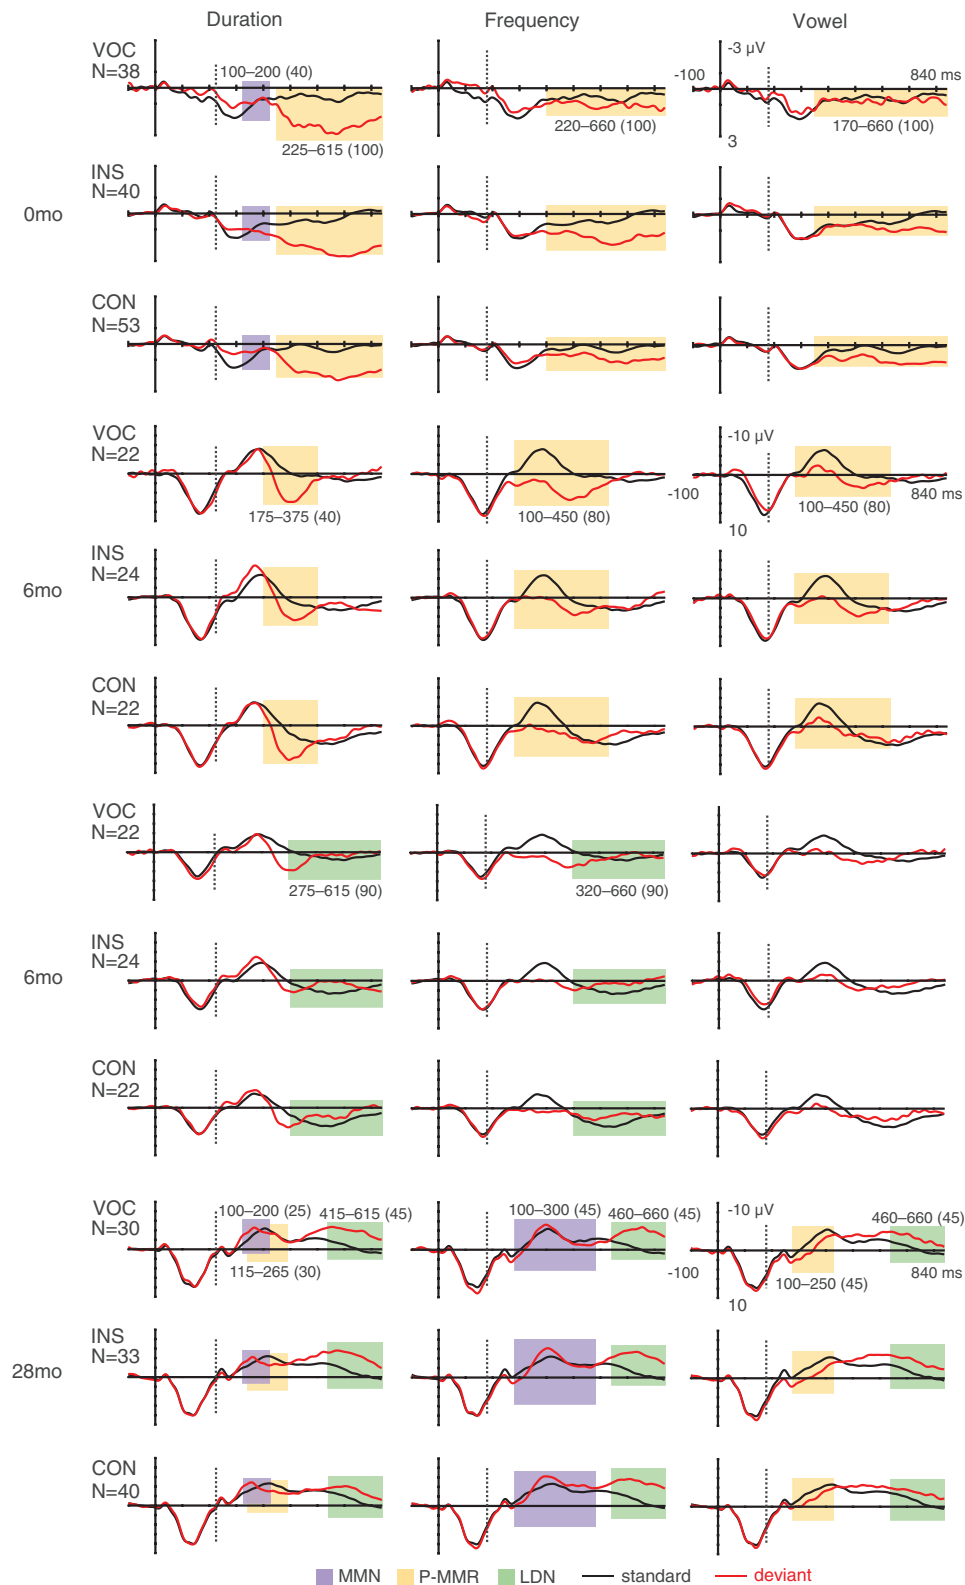 Duration Frequency Vowel
VOC
N=38
100–200 (40)
225–615 (100)
220–660 (100)
-3 µV
-100
840 ms
170–660 (100)
3
0mo
INS
N=40
CON
N=53
VOC
N=22
175–375 (40)
100–450 (80)
-10 µV
-100
840 ms
100–450 (80)
10
6mo
INS
N=24
CON
N=22
VOC
N=22
275–615 (90)
320–660 (90)
6mo
INS
N=24
CON
N=22
VOC
N=30
100–200 (25)
415–615 (45)
115–265 (30)
100–300 (45)
460–660 (45)
-10 µV
460–660 (45)
-100
840 ms
100–250 (45)
10
28mo
INS
N=33
CON
N=40
MMN P-MMR LDN standard deviant